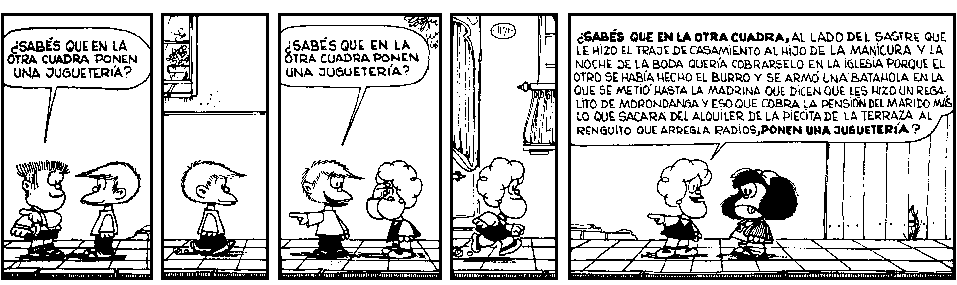 ¿SABÉS QUE EN LA
OTRA CUADRA PONEN
UNA JUGUETERÍA?
¿SABÉS QUE EN LA
OTRA CUADRA PONEN
UNA JUGUETERÍA?
¿SABÉS QUE EN LA OTRA CUADRA, AL LADO DEL SASTRE QUE
LE HIZO EL TRAJE DE CASAMIENTO AL HIJO DE LA MANICURA Y LA
NOCHE DE LA BODA QUERÍA COBRARSELO EN LA IGLESIA PORQUE EL
OTRO SE HABÍA HECHO EL BURRO Y SE ARMÓ UNA BATAHOLA EN LA
QUE SE METIÓ HASTA LA MADRINA QUE DICEN QUE LES HIZO UN REGA-
LITO DE MORONDANGA Y ESO QUE COBRA LA PENSIÓN DEL MARIDO MÁS
LO QUE SACARA DEL ALQUILER DE LA PIECITA DE LA TERRAZA AL
RENGUITO QUE ARREGLA RADIOS, PONEN UNA JUGUETERÍA?